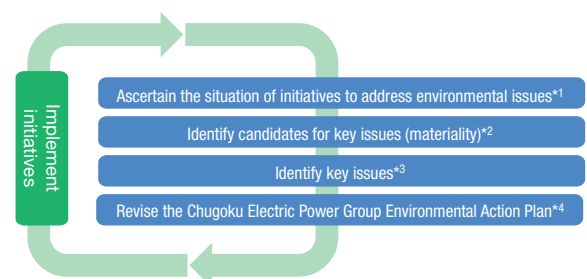 Implement
initiatives
Ascertain the situation of initiatives to address environmental issues*1
Identify candidates for key issues (materiality)*2
Identify key issues*3
Revise the Chugoku Electric Power Group Environmental Action Plan*4